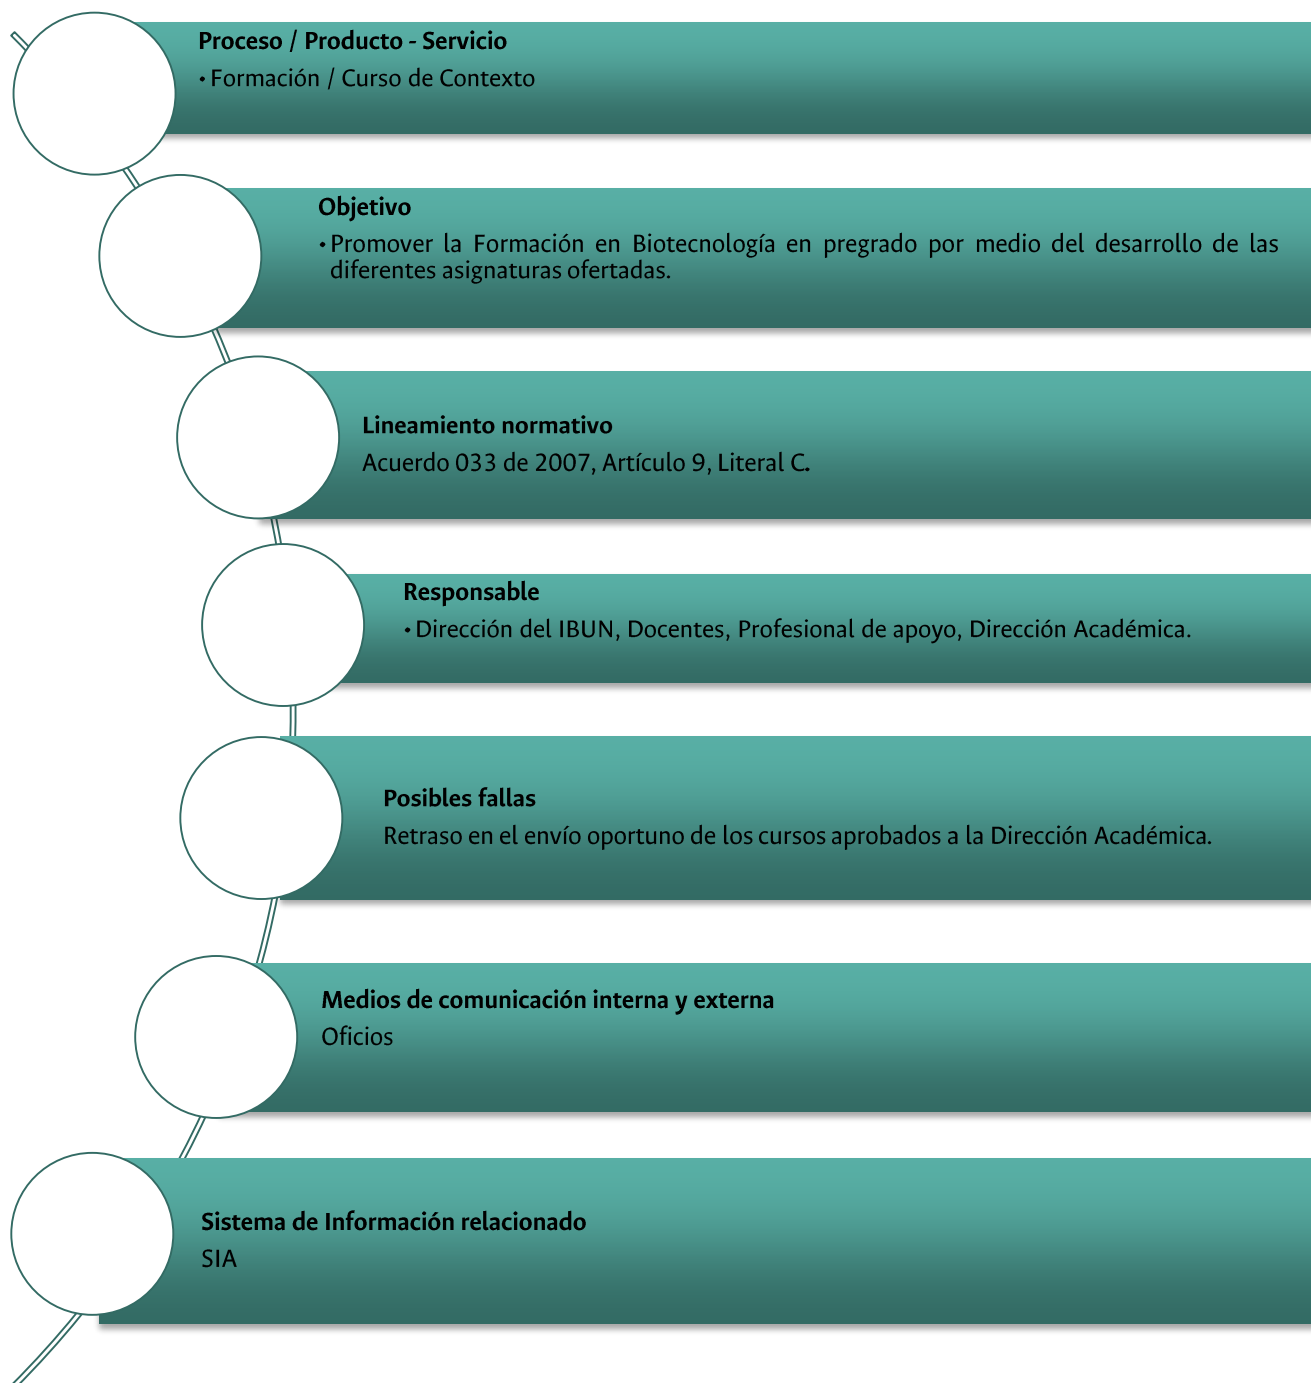 Proceso / Producto - Servicio
• Formación / Curso de Contexto
Objetivo
• Promover la Formación en Biotecnología en pregrado por medio del desarrollo de las
diferentes asignaturas ofertadas.
Lineamiento normativo
Acuerdo 033 de 2007, Artículo 9, Literal C.
Responsable
• Dirección del IBUN, Docentes, Profesional de apoyo, Dirección Académica.
Posibles fallas
Retraso en el envío oportuno de los cursos aprobados a la Dirección Académica.
Medios de comunicación interna y externa
Oficios
Sistema de Información relacionado
SIA